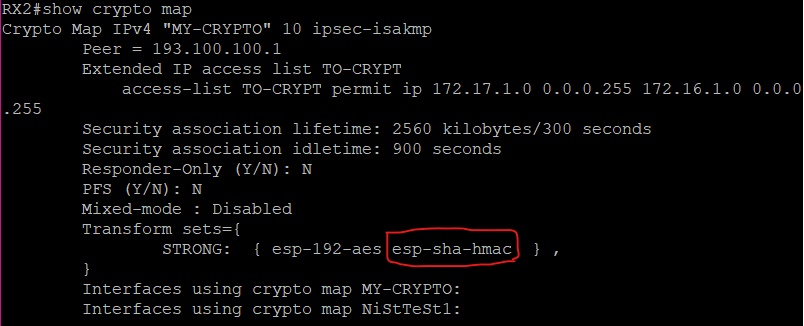 RX2#show crypto map
Crypto Map IPv4 "MY-CRYPTO" 10 ipsec-isakmp
Peer = 193.100.100.1
Extended IP access list TO-CRYPT
access-list TO-CRYPT permit ip 172.17.1.0 0.0.0.255 172.16.1.0 0.0.0
.255
Security association lifetime: 2560 kilobytes/300 seconds
Security association idletime: 900 seconds
Responder-Only (Y/N): N
PFS (Y/N): N
Mixed-mode : Disabled
Transform sets={
STRONG:  { esp-192-aes esp-sha-hmac  } ,
}
Interfaces using crypto map MY-CRYPTO:
Interfaces using crypto map NiStTeSt1: